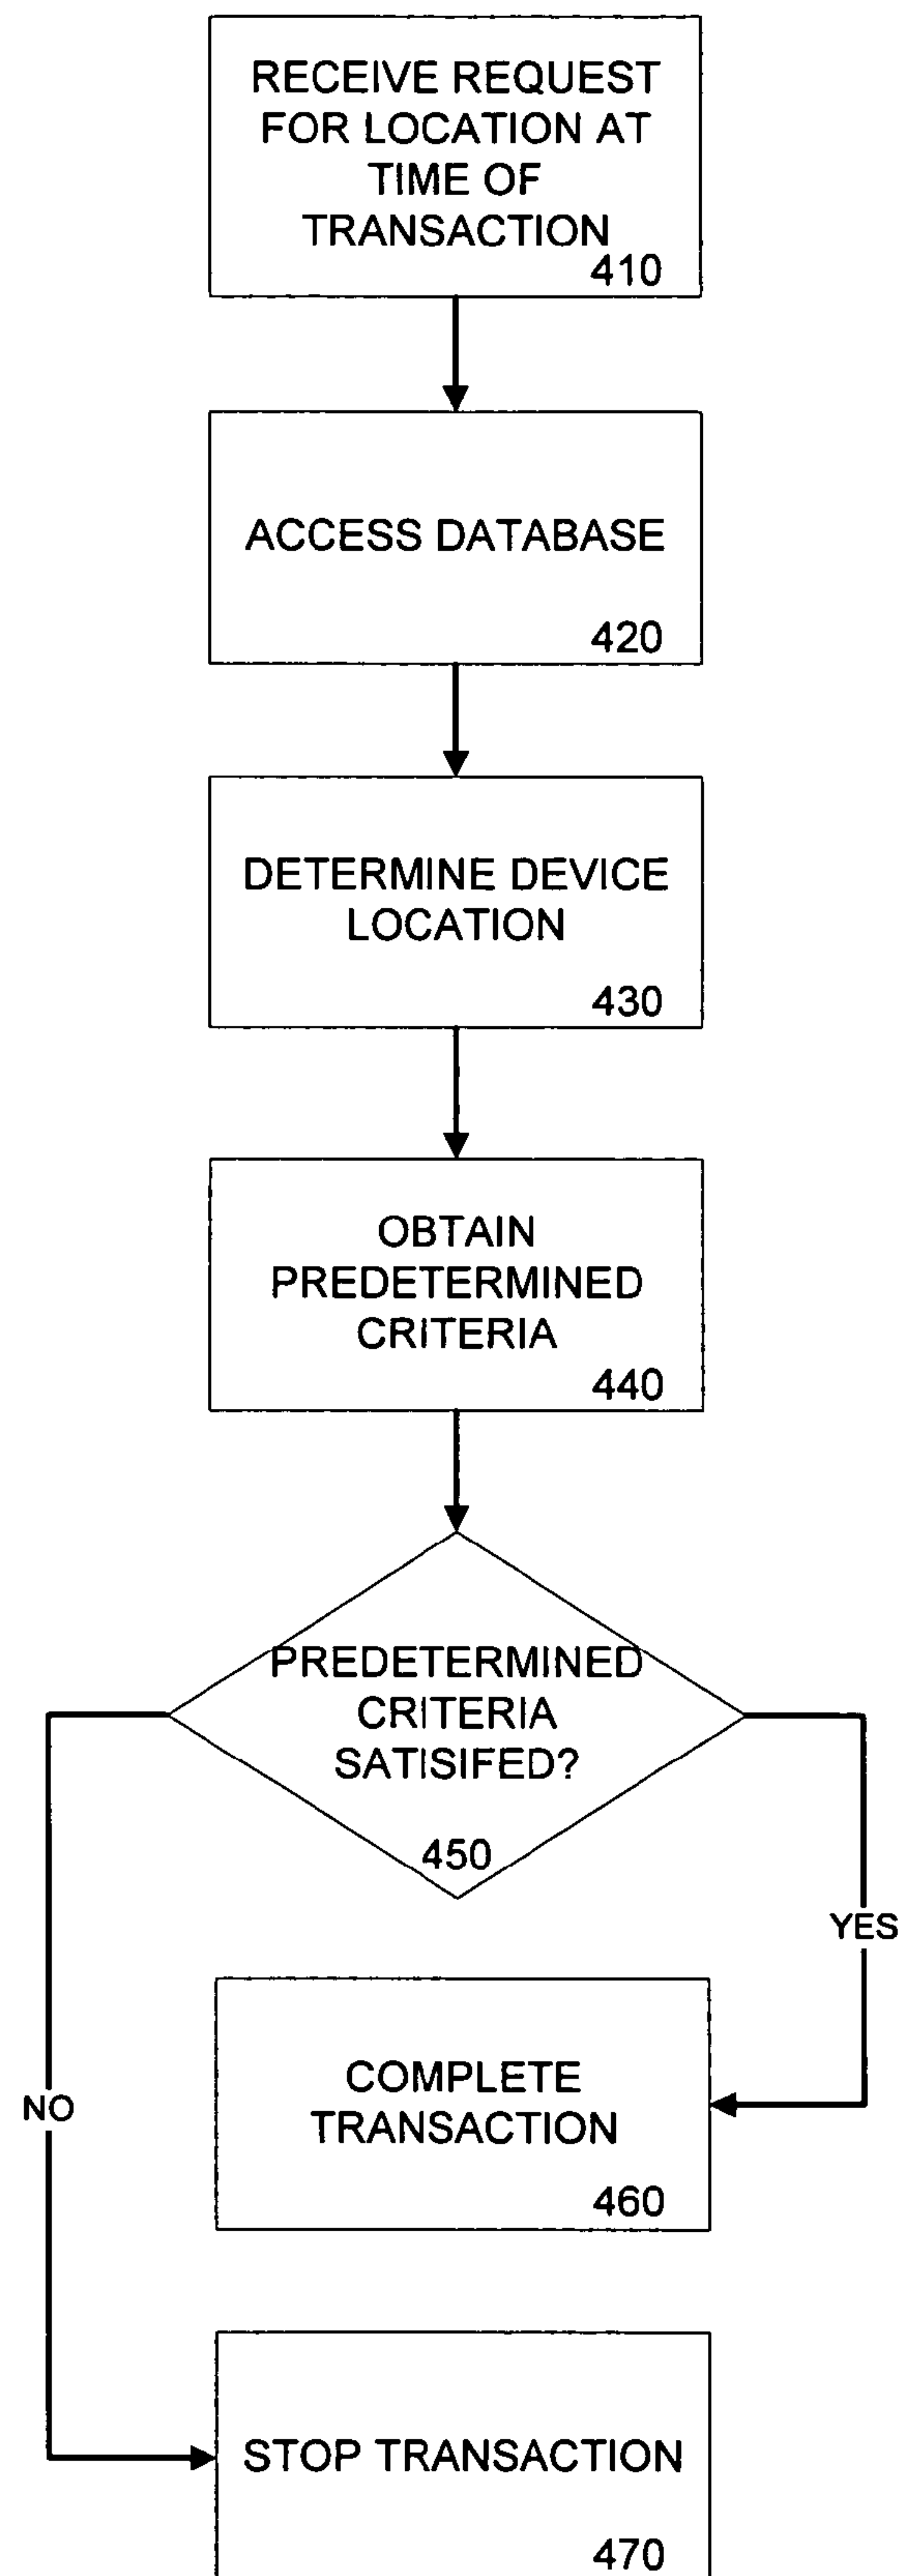 RECEIVE REQUEST
FOR LOCATION AT
TIME OF
TRANSACTION
410
ACCESS DATABASE
420
DETERMINE DEVICE
LOCATION
430
OBTAIN
PREDETERMINED
CRITERIA
440
PREDETERMINED
CRITERIA
SATISIFED?
450
YES
COMPLETE
TRANSACTION
460
NO
STOP TRANSACTION
470